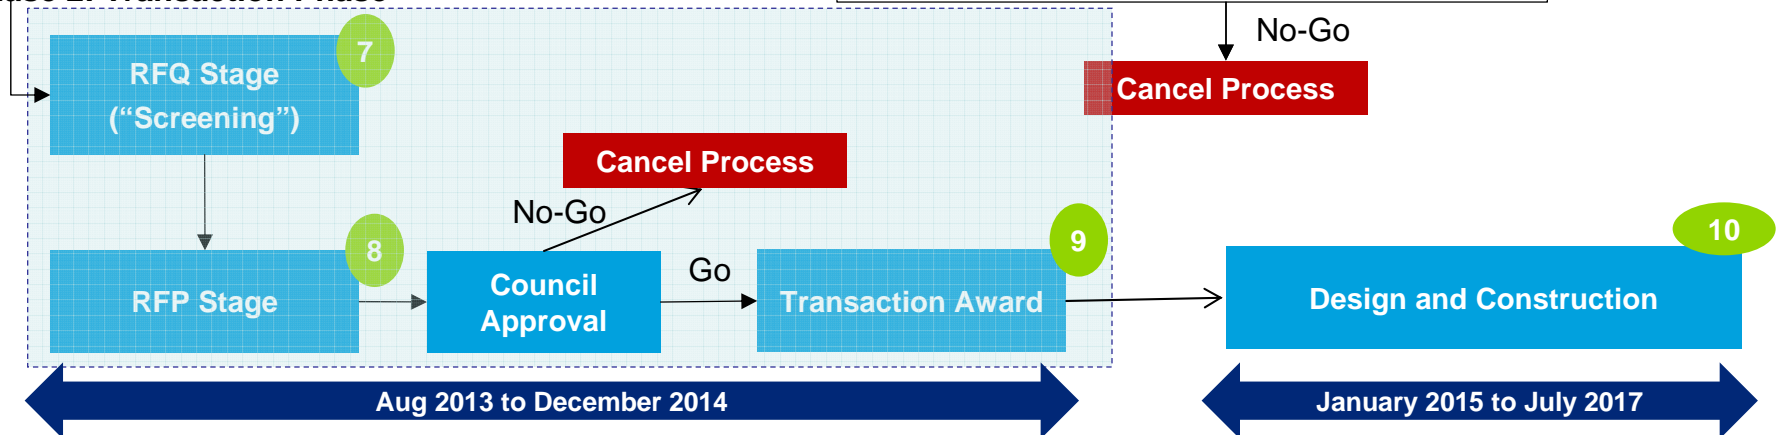 No-Go
7
RFQ Stage
(“Screening”)
Cancel Process
Cancel Process
No-Go
8
9
10
RFP Stage
Council
Approval
Go
Transaction Award
Design and Construction
Aug 2013 to December 2014
January 2015 to July 2017